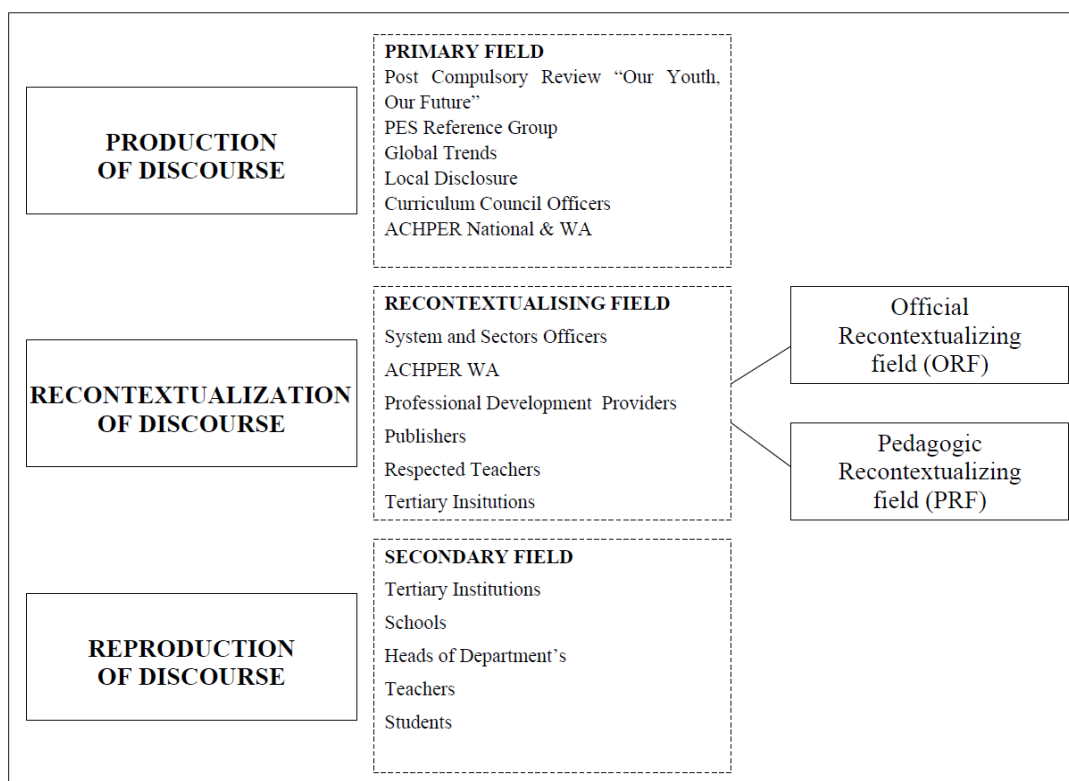 PRODUCTION
OF DISCOURSE
PRIMARY FIELD
Post Compulsory Review “Our Youth,
Our Future”
PES Reference Group
Global Trends
Local Disclosure
Curriculum Council Officers
ACHPER National & WA
RECONTEXTUALIZATION
OF DISCOURSE
RECONTEXTUALISING FIELD
System and Sectors Officers
ACHPER WA
Professional Development Providers
Publishers
Respected Teachers
Tertiary Insitutions
Official
Recontextualizing
field (ORF)
Pedagogic
Recontextualizing
field (PRF)
REPRODUCTION
OF DISCOURSE
SECONDARY FIELD
Tertiary Institutions
Schools
Heads of Department’s
Teachers
Students